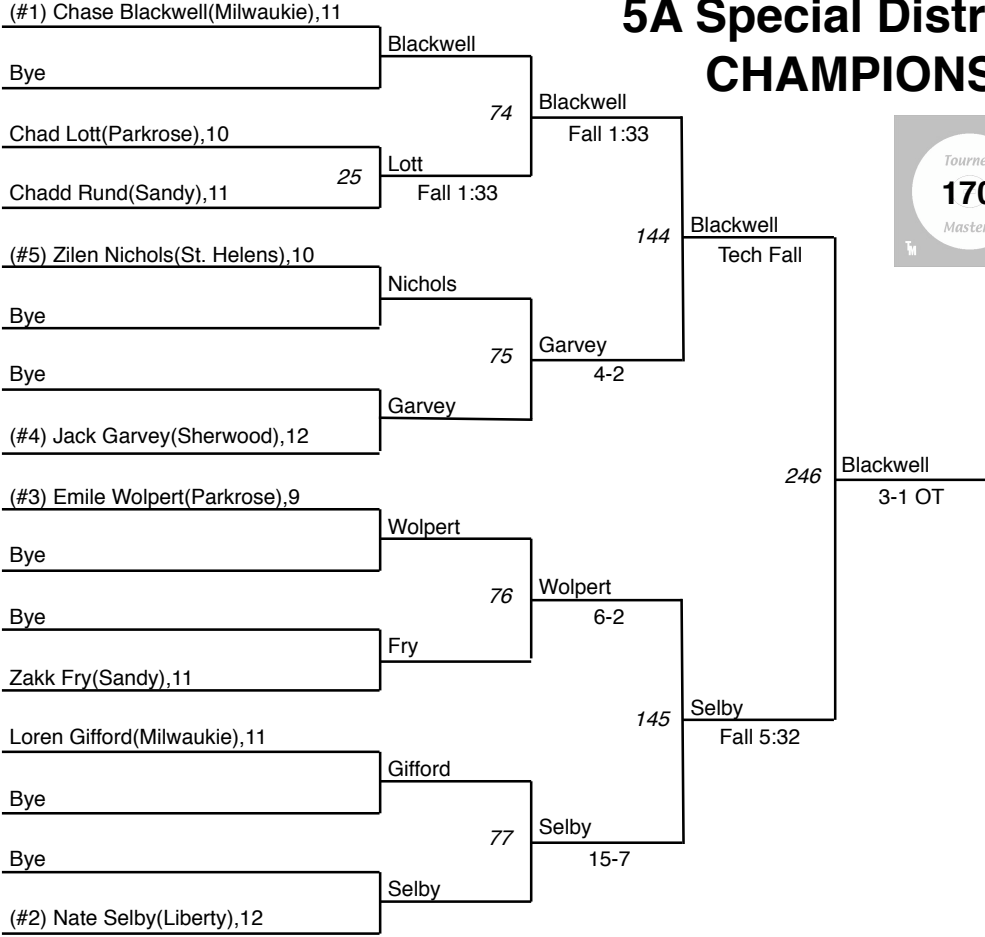 5A Special Distr
CHAMPIONS
Tourne
170
Master
TM
(#1) Chase Blackwell(Milwaukie),11
Bye
Blackwell
Chad Lott(Parkrose),10
Chadd Rund(Sandy),11
25
Lott
Fall 1:33
74
Blackwell
Fall 1:33
(#5) Zilen Nichols(St. Helens),10
Bye
Nichols
Bye
(#4) Jack Garvey(Sherwood),12
Garvey
75
Garvey
4-2
144
Blackwell
Tech Fall
(#3) Emile Wolpert(Parkrose),9
Bye
Wolpert
Bye
Zakk Fry(Sandy),11
Fry
76
Wolpert
6-2
Loren Gifford(Milwaukie),11
Bye
Gifford
Bye
(#2) Nate Selby(Liberty),12
Selby
77
Selby
15-7
145
Selby
Fall 5:32
246
Blackwell
3-1 OT